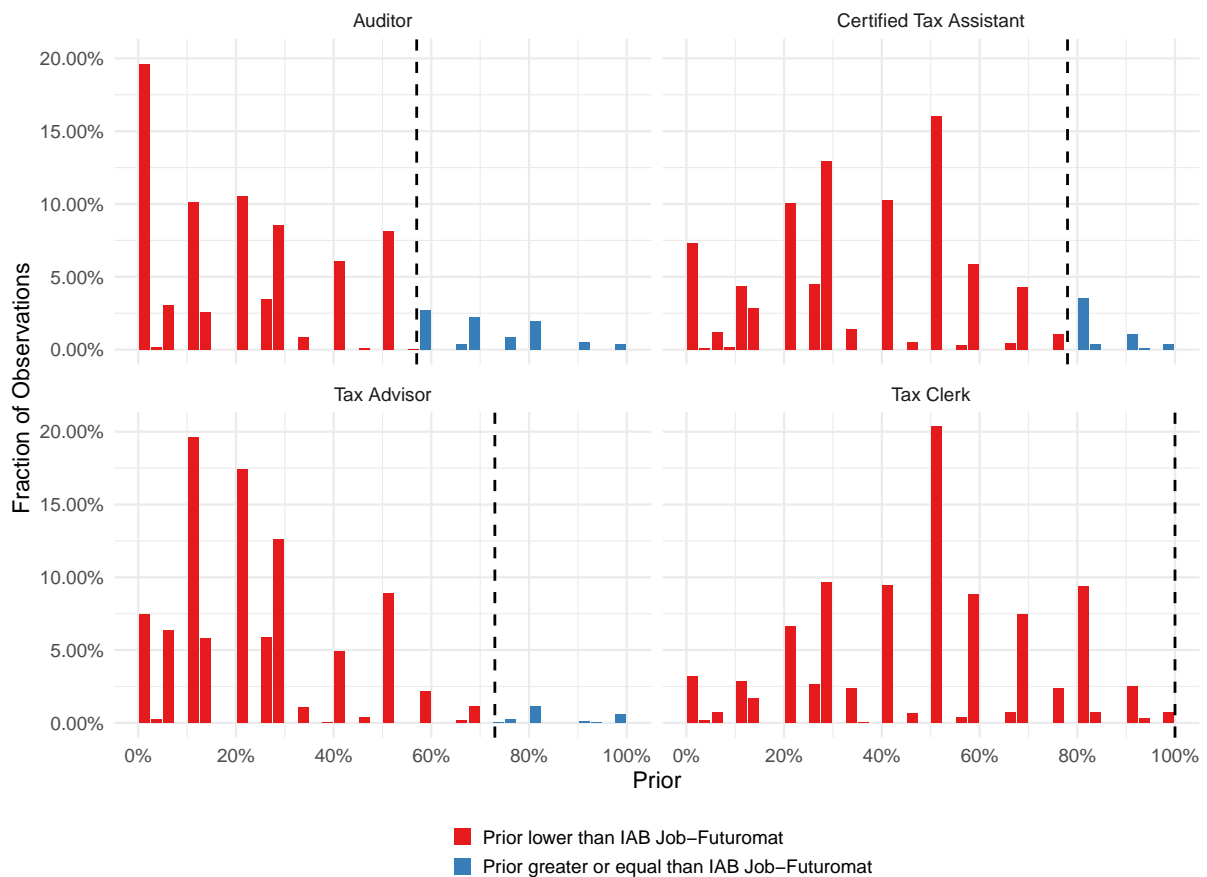 Auditor
Certified Tax Assistant
20.00%
15.00%
10.00%
5.00%
0.00%
Tax Advisor
Tax Clerk
20.00%
15.00%
10.00%
5.00%
0.00%
Fraction of Observations
0% 20% 40% 60% 80% 100%
0% 20% 40% 60% 80% 100%
Prior
Prior lower than IAB Job−Futuromat
Prior greater or equal than IAB Job−Futuromat